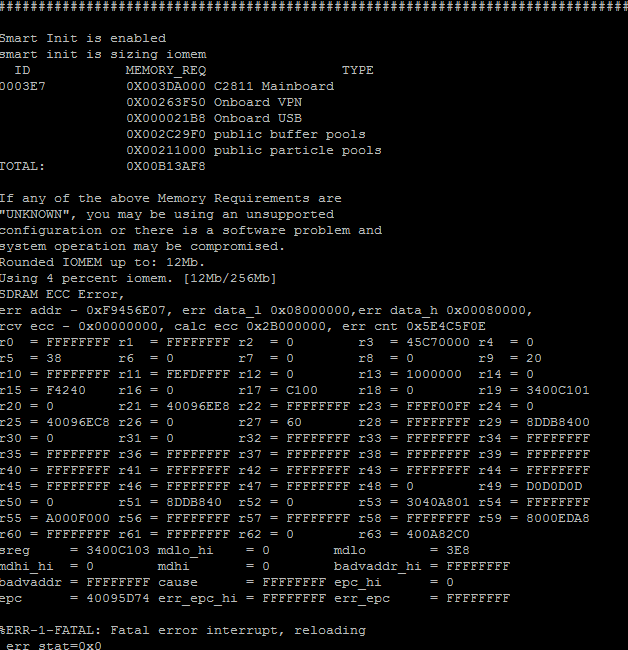 ################################################################################
Smart Init is enabled
smart init is sizing iomem
ID MEMORY_REQ TYPE
0003E7 0X003DA000 C2811 Mainboard
0X00263F50 Onboard VPN
0X000021B8 Onboard USB
0X002C29F0 public buffer pools
0X00211000 public particle pools
TOTAL: 0X00B13AF8
If any of the above Memory Requirements are
"UNKNOWN", you may be using an unsupported
configuration or there is a software problem and
system operation may be compromised.
Rounded IOMEM up to: 12Mb.
Using 4 percent iomem. [12Mb/256Mb]
SDRAM ECC Error,
err addr - 0xF9456E07, err data_l 0x08000000,err data_h 0x00080000,
rcv ecc - 0x00000000, calc ecc 0x2B000000, err cnt 0x5E4C5F0E
r0 = FFFFFFFF r1 = FFFFFFFF r2 = 0 r3 = 45C70000 r4 = 0
r5 = 38 r6 = 0 r7 = 0 r8 = 0 r9 = 20
r10 = FFFFFFFF r11 = FEFDFFFF r12 = 0 r13 = 1000000 r14 = 0
r15 = F4240 r16 = 0 r17 = C100 r18 = 0 r19 = 3400C101
r20 = 0 r21 = 40096EE8 r22 = FFFFFFFF r23 = FFFF00FF r24 = 0
r25 = 40096EC8 r26 = 0 r27 = 60 r28 = FFFFFFFF r29 = 8DDB8400
r30 = 0 r31 = 0 r32 = FFFFFFFF r33 = FFFFFFFF r34 = FFFFFFFF
r35 = FFFFFFFF r36 = FFFFFFFF r37 = FFFFFFFF r38 = FFFFFFFF r39 = FFFFFFFF
r40 = FFFFFFFF r41 = FFFFFFFF r42 = FFFFFFFF r43 = FFFFFFFF r44 = FFFFFFFF
r45 = FFFFFFFF r46 = FFFFFFFF r47 = FFFFFFFF r48 = 0 r49 = D0D0D0D
r50 = 0 r51 = 8DDB840 r52 = 0 r53 = 3040A801 r54 = FFFFFFFF
r55 = A000F000 r56 = FFFFFFFF r57 = FFFFFFFF r58 = FFFFFFFF r59 = 8000EDA8
r60 = FFFFFFFF r61 = FFFFFFFF r62 = 0 r63 = 400A82C0
sreg = 3400C103 mdlo_hi = 0 mdlo = 3E8
mdhi_hi = 0 mdhi = 0 badvaddr_hi = FFFFFFFF
badvaddr = FFFFFFFF cause = FFFFFFFF epc_hi = 0
epc = 40095D74 err_epc_hi = FFFFFFFF err_epc = FFFFFFFF
%ERR-1-FATAL: Fatal error interrupt, reloading
err_stat=0x0